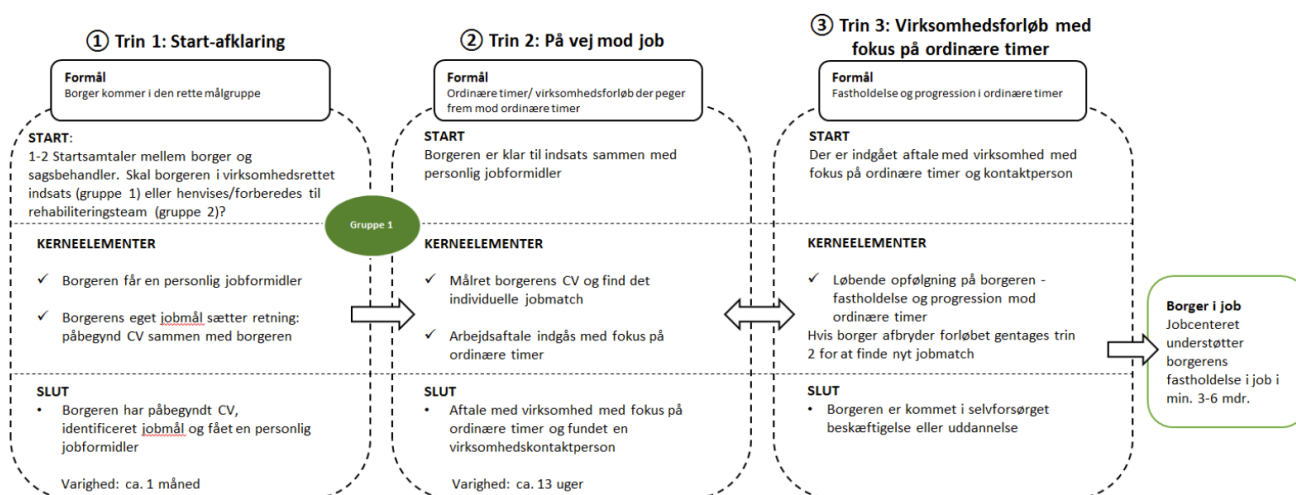 ① Trin 1: Start-afklaring
Formål
Borger kommer i den rette målgruppe
START:
1-2 Startsamtaler mellem borger og
sagsbehandler. Skal borgeren i virksomhedsrettet
indsats (gruppe 1) eller henvises/forberedes til
rehabiliteringsteam (gruppe 2)?
Gruppe 1
KERNEELEMENTER
✓ Borgeren får en personlig jobformidler
✓ Borgerens eget jobmål sætter retning:
påbegynd CV sammen med borgeren
SLUT
• Borgeren har påbegyndt CV,
identificeret jobmål og fået en personlig
jobformidler
Varighed: ca. 1 måned
② Trin 2: På vej mod job
Formål
Ordinære timer/ virksomhedsforløb der peger
frem mod ordinære timer
START
Borgeren er klar til indsats sammen med
personlig jobformidler
KERNEELEMENTER
✓ Målret borgerens CV og find det
individuelle jobmatch
✓ Arbejdsaftale indgås med fokus på
ordinære timer
SLUT
• Aftale med virksomhed med fokus på
ordinære timer og fundet en
virksomhedskontaktperson
Varighed: ca. 13 uger
③ Trin 3: Virksomhedsforløb med
fokus på ordinære timer
Formål
Fastholdelse og progression i ordinære timer
START
Der er indgået aftale med virksomhed med
fokus på ordinære timer og kontaktperson
KERNEELEMENTER
✓ Løbende opfølgning på borgeren -
fastholdelse og progression mod
ordinære timer
Hvis borger afbryder forløbet gentages trin
2 for at finde nyt jobmatch
SLUT
• Borgeren er kommet i selvforsørget
beskæftigelse eller uddannelse
Borger i job
Jobcenteret
understøtter
borgerens
fastholdelse i job i
min. 3-6 mdr.